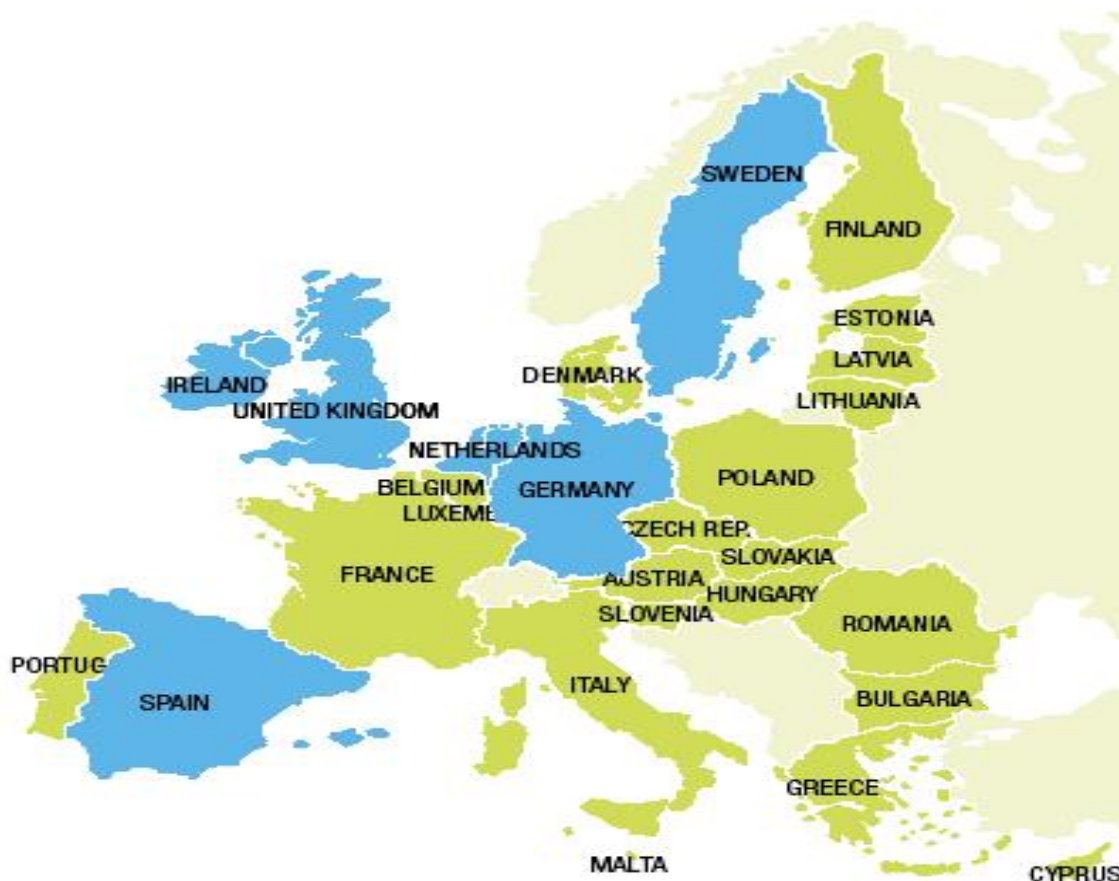 SWEDEN
FINLAND
ESTONIA
LATVIA
DENMARK
IRELAND
LITHUANIA
UNITED KINGDOM
NETHERLANDS
POLAND
BELGIUM
GERMANY
LUXEME
CZECH REP.
SLOVAKIA
FRANCE
AUSTRIA
HUNGARY
SLOVENIA
ROMANIA
PORTUG
ITALY
SPAIN
BULGARIA
GREECE
MALTA
CYPRUS